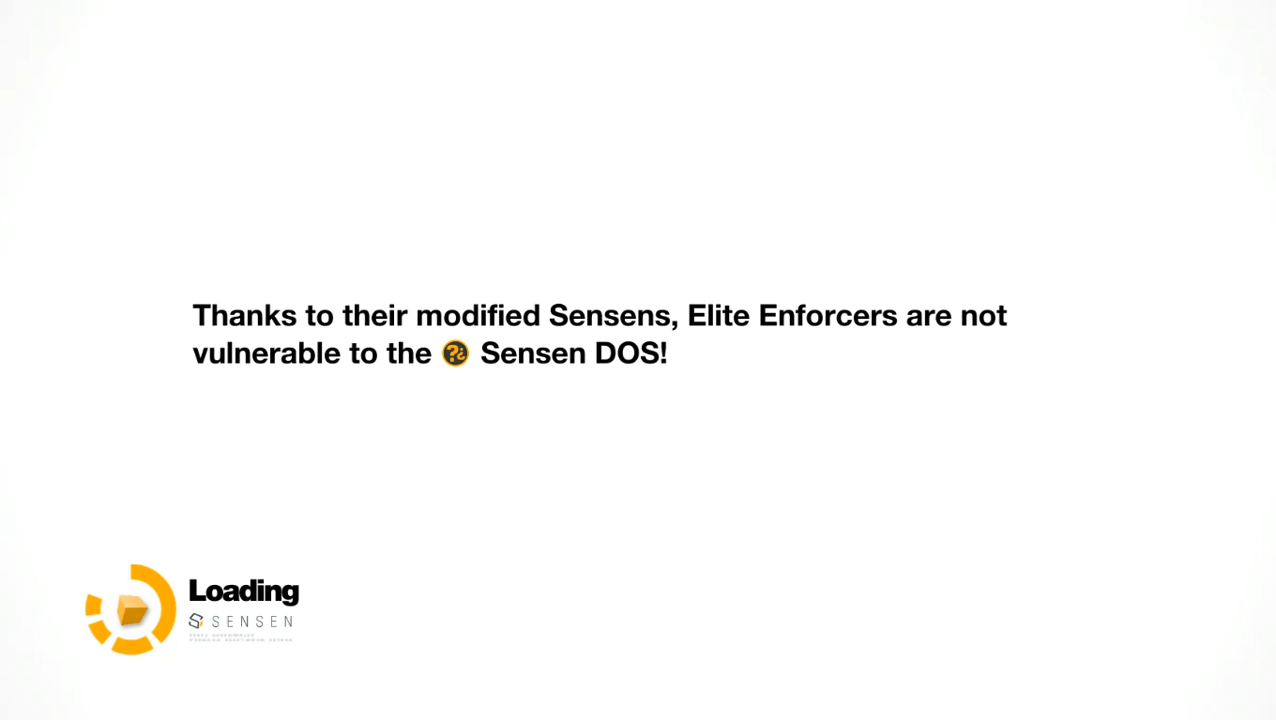 Thanks to their modified Sensens, Elite Enforcers are not
vulnerable to the Sensen DOS!
Loading
SENSEN